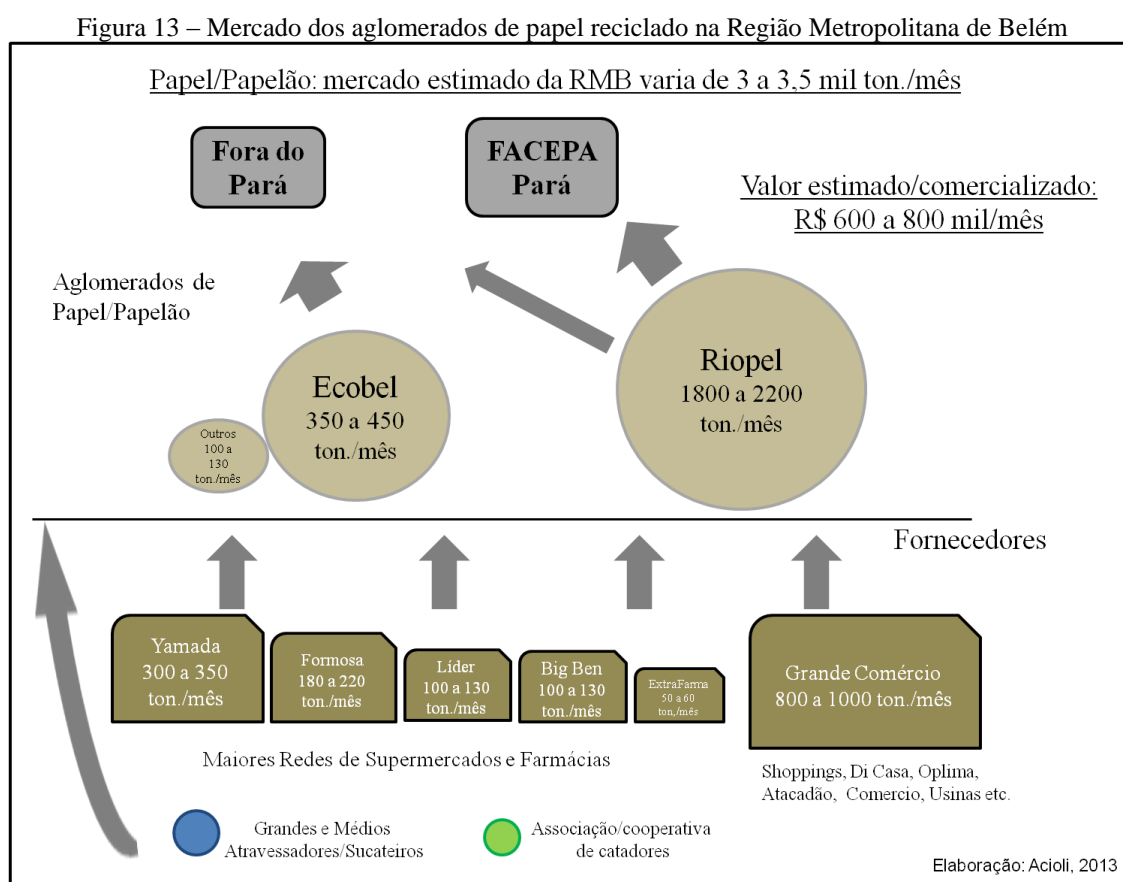 Figura 13 – Mercado dos aglomerados de papel reciclado na Região Metropolitana de Belém
Papel/Papelão: mercado estimado da RMB varia de 3 a 3,5 mil ton./mês
Fora do
Pará
FACEPA
Pará
Valor estimado/comercializado:
R$ 600 a 800 mil/mês
Aglomerados de
Papel/Papelão
Outros
100 a
130
ton./mês
Ecobel
350 a 450
ton./mês
Riopel
1800 a 2200
ton./mês
Fornecedores
Yamada
300 a 350
ton./mês
Formosa
180 a 220
ton./mês
Líder
100 a 130
ton./mês
Big Ben
100 a 130
ton./mês
ExtraFarma
50 a 60
ton,/mês
Grande Comércio
800 a 1000 ton./mês
Maiores Redes de Supermercados e Farmácias
Shoppings, Di Casa, Oplima,
Atacadão, Comercio, Usinas etc.
Grandes e Médios
Atravessadores/Sucateiros
Associação/cooperativa
de catadores
Elaboração: Acioli, 2013